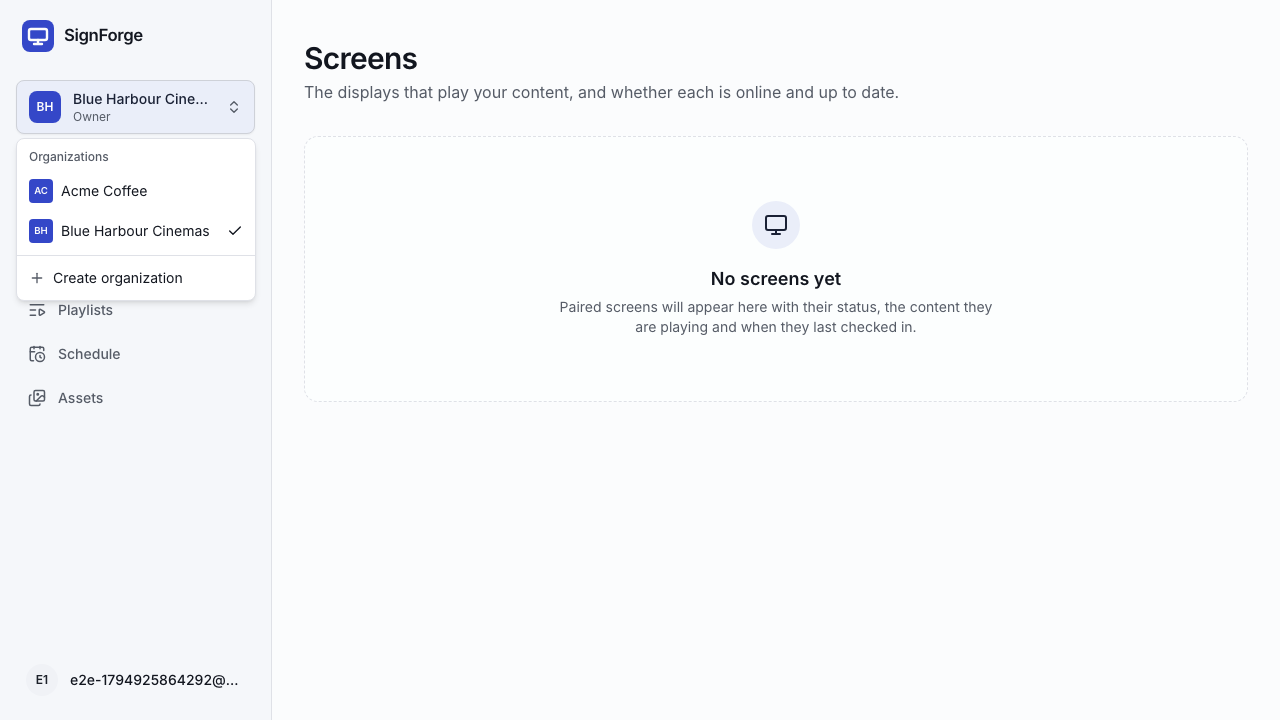 SignForge
BH
Blue Harbour Cine...
Owner
Organizations
AC
Acme Coffee
BH
Blue Harbour Cinemas
Create organization
Playlists
Schedule
Assets
E1
e2e-1794925864292@...
Screens
The displays that play your content, and whether each is online and up to date.
No screens yet
Paired screens will appear here with their status, the content they
are playing and when they last checked in.